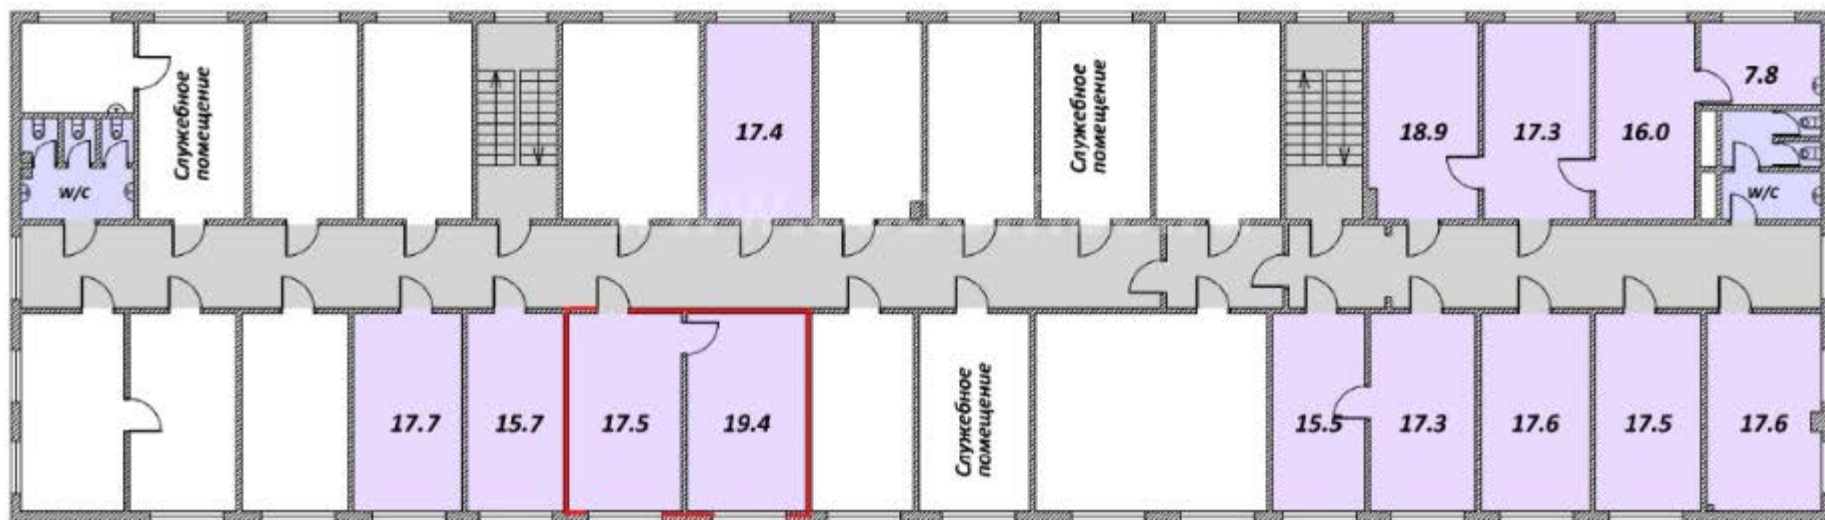 Служебное
помещение
17.4
Служебное
помещение
18.9
17.3
16.0
7.8
W/C
W/C
17.7
15.7
17.5
19.4
Служебное
помещение
15.5
17.3
17.6
17.5
17.6